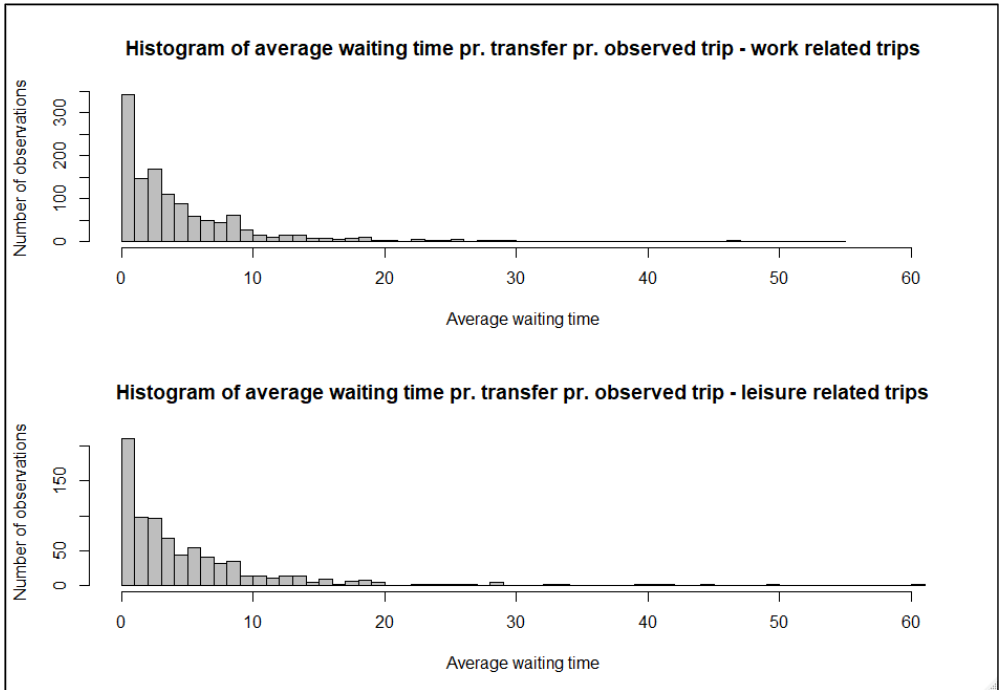 Histogram of average waiting time pr. transfer pr. observed trip - work related trips
Number of observations
300
200
100
0
0 10 20 30 40 50 60
Average waiting time
Histogram of average waiting time pr. transfer pr. observed trip - leisure related trips
Number of observations
150
50
0
0 10 20 30 40 50 60
Average waiting time